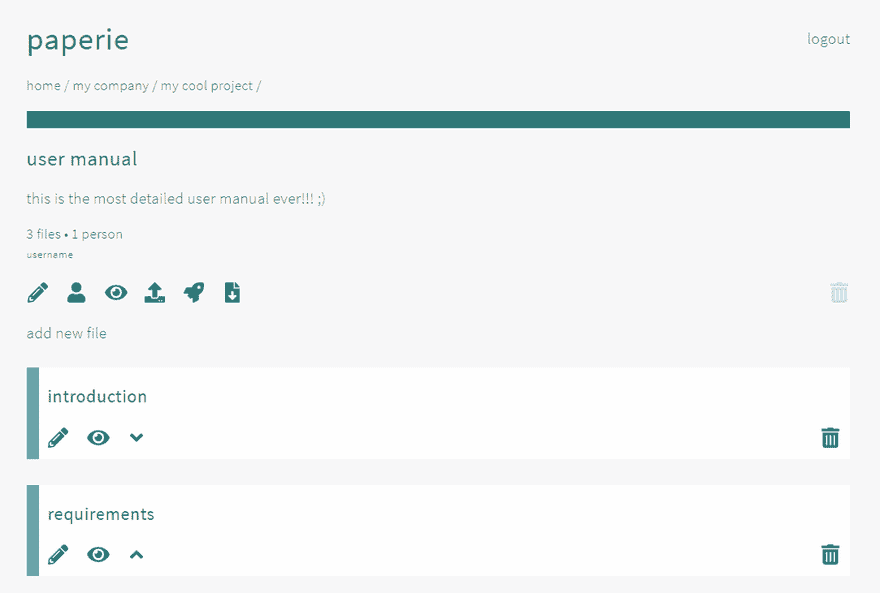 paperie
logout
home / my company / my cool project /
user manual
this is the most detailed user manual ever!!! ;)
3 files • 1 person
username
add new file
introduction
requirements